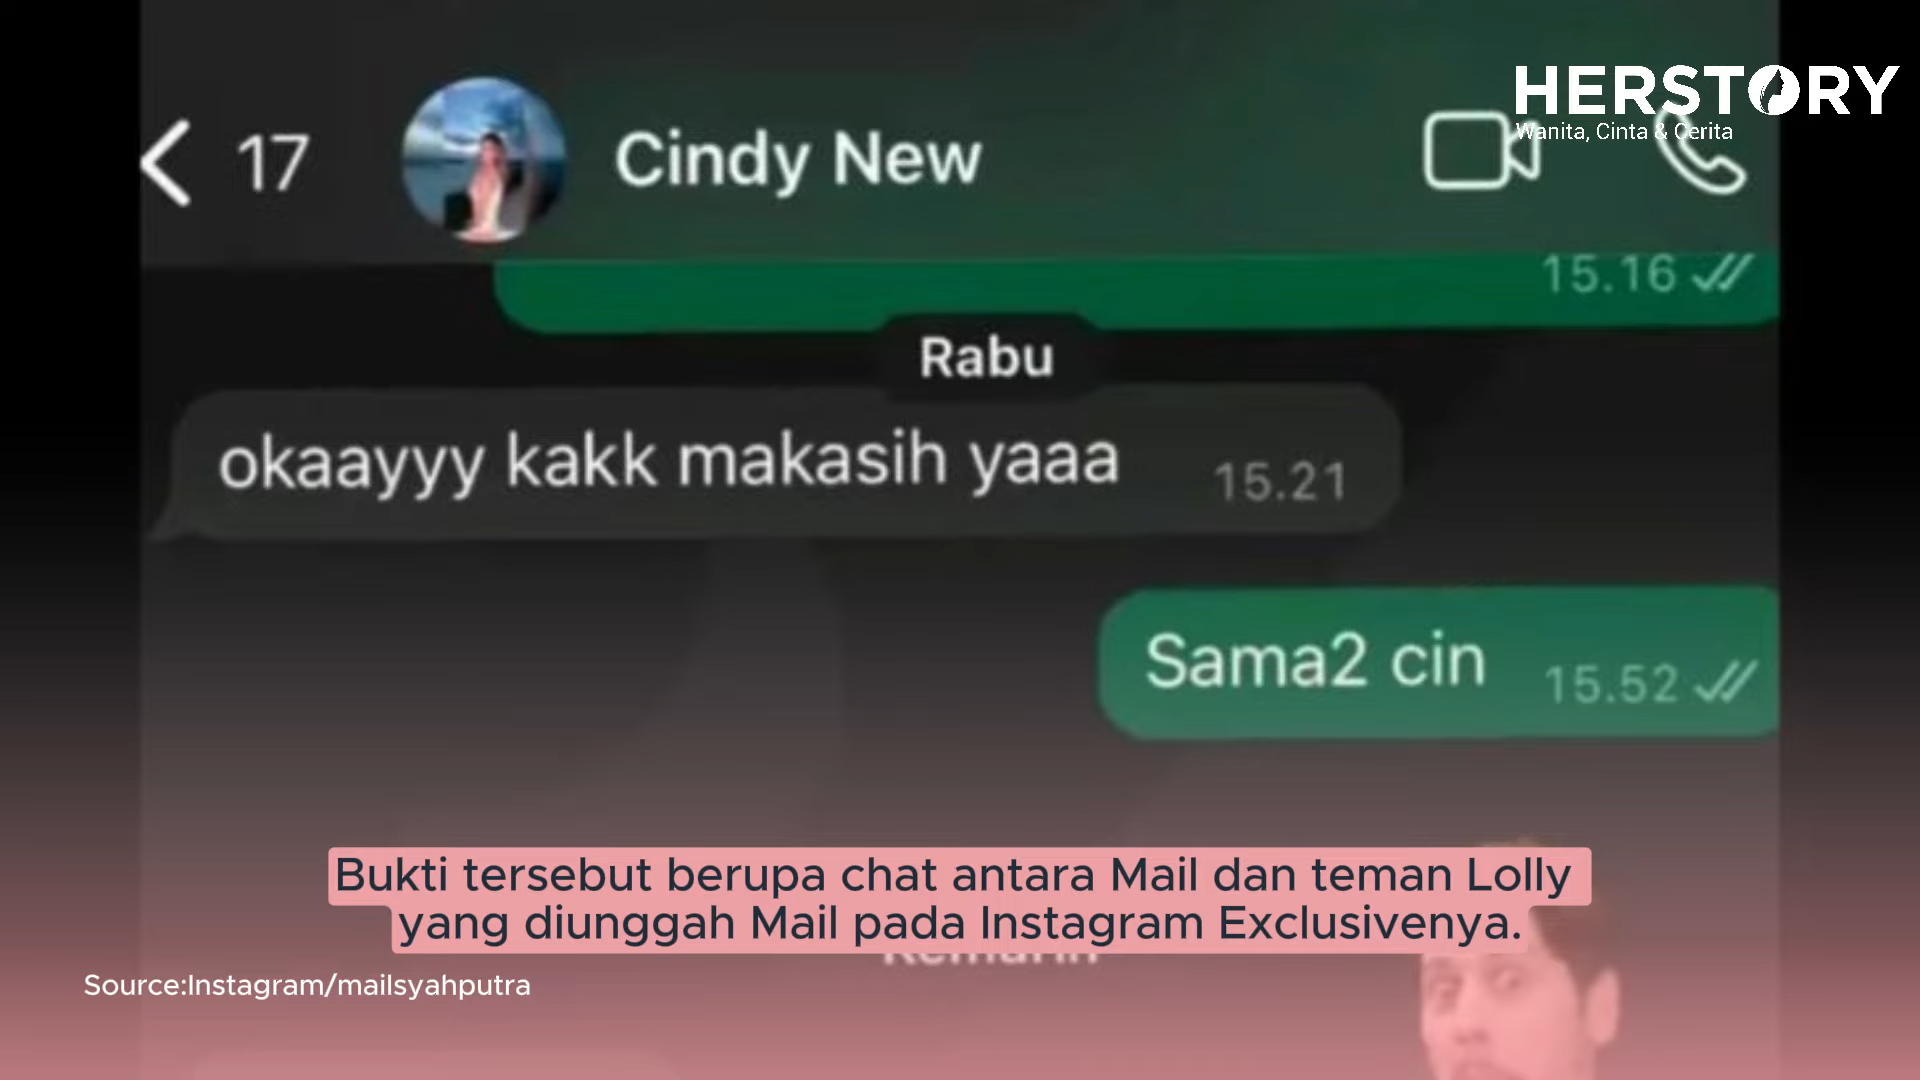 HERSTORY
Wanita, Cinta & Cerita
17
Cindy New
15.16
Rabu
okaayyy kakk makasih yaaa
15.21
Sama2 cin
15.52
Bukti tersebut berupa chat antara Mail dan teman Lolly
yang diunggah Mail pada Instagram Exclusivenya.
Kemarin
Source:Instagram/mailsyahputra